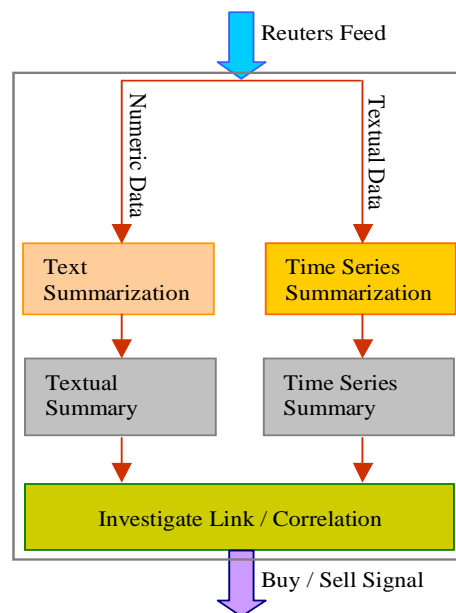 Reuters Feed
Numeric Data
Textual Data
Text
Summarization
Time Series
Summarization
Textual
Summary
Time Series
Summary
Investigate Link / Correlation
Buy / Sell Signal